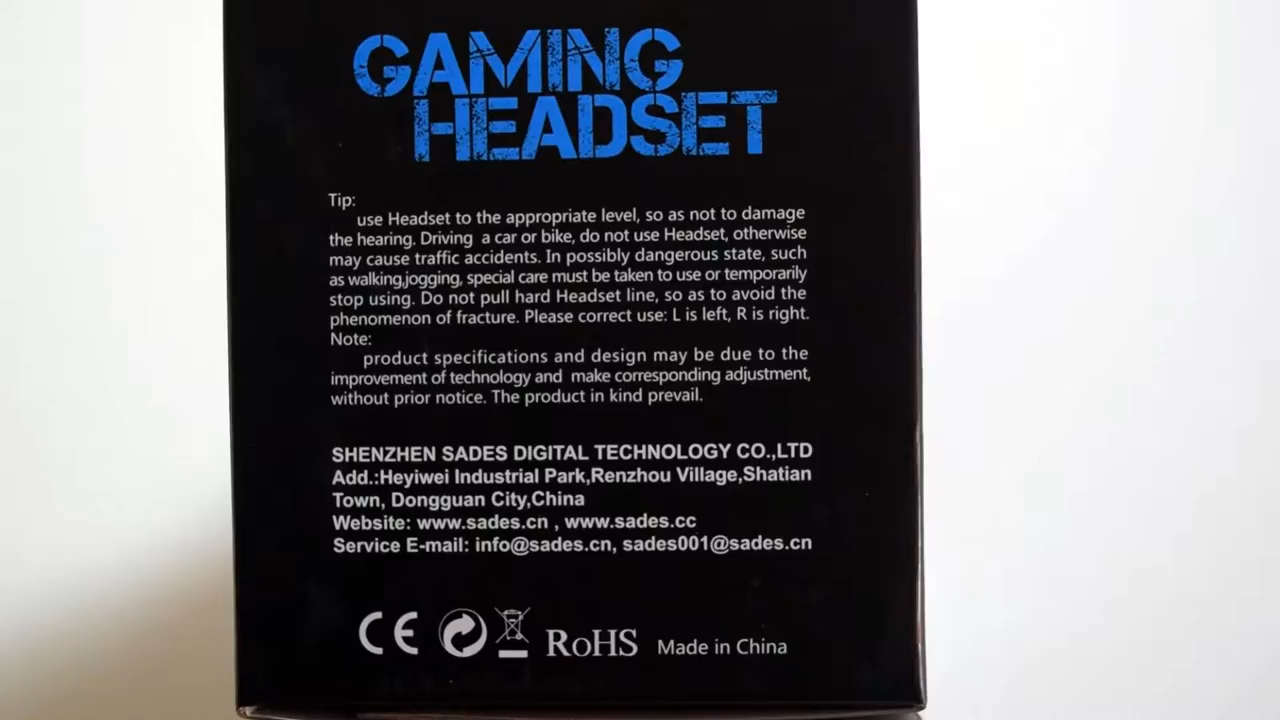 GAMING
HEADSET
Tip:
use Headset to the appropriate level, so as not to damage
the hearing. Driving a car or bike, do not use Headset, otherwise
may cause traffic accidents. In possibly dangerous state, such
as walking,jogging, special care must be taken to use or temporarily
stop using. Do not pull hard Headset line, so as to avoid the
phenomenon of fracture. Please correct use: L is left, R is right.
Note:
product specifications and design may be due to the
improvement of technology and make corresponding adjustment,
without prior notice. The product in kind prevail.
SHENZHEN SADES DIGITAL TECHNOLOGY CO.,LTD
Add.:Heyiwei Industrial Park,Renzhou Village,Shatian
Town, Dongguan City,China
Website: www.sades.cn , www.sades.cc
Service E-mail: info@sades.cn, sades001@sades.cn
CE RoHS Made in China